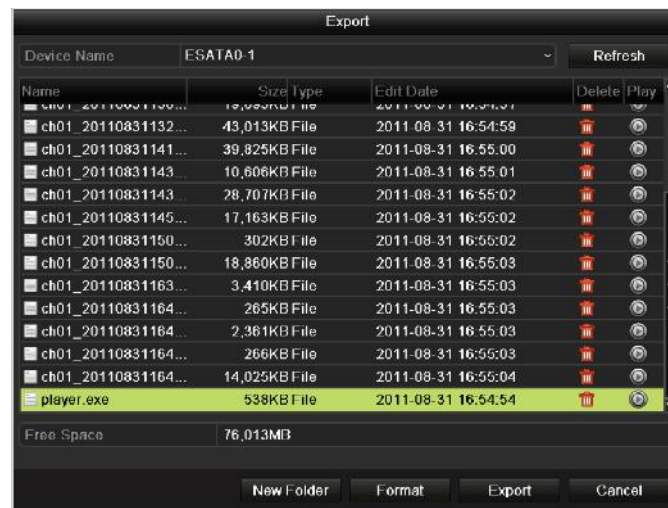 Export
Device Name ESATA0-1 Refresh
Name Size Type Edit Date Delete Play
ch01_20110831132... 43,013KB File 2011-08-31 16:54:59
ch01_20110831141... 39,825KB File 2011-08-31 16:55:00
ch01_20110831143... 10,606KB File 2011-08-31 16:55:01
ch01_20110831143... 28,707KB File 2011-08-31 16:55:02
ch01_20110831145... 17,163KB File 2011-08-31 16:55:02
ch01_20110831150... 302KB File 2011-08-31 16:55:02
ch01_20110831150... 18,860KB File 2011-08-31 16:55:03
ch01_20110831163... 3,410KB File 2011-08-31 16:55:03
ch01_20110831164... 265KB File 2011-08-31 16:55:03
ch01_20110831164... 2,361KB File 2011-08-31 16:55:03
ch01_20110831164... 266KB File 2011-08-31 16:55:03
ch01_20110831164... 14,025KB File 2011-08-31 16:55:04
player.exe 538KB File 2011-08-31 16:54:54
Free Space 76,013MB
New Folder Format Export Cancel